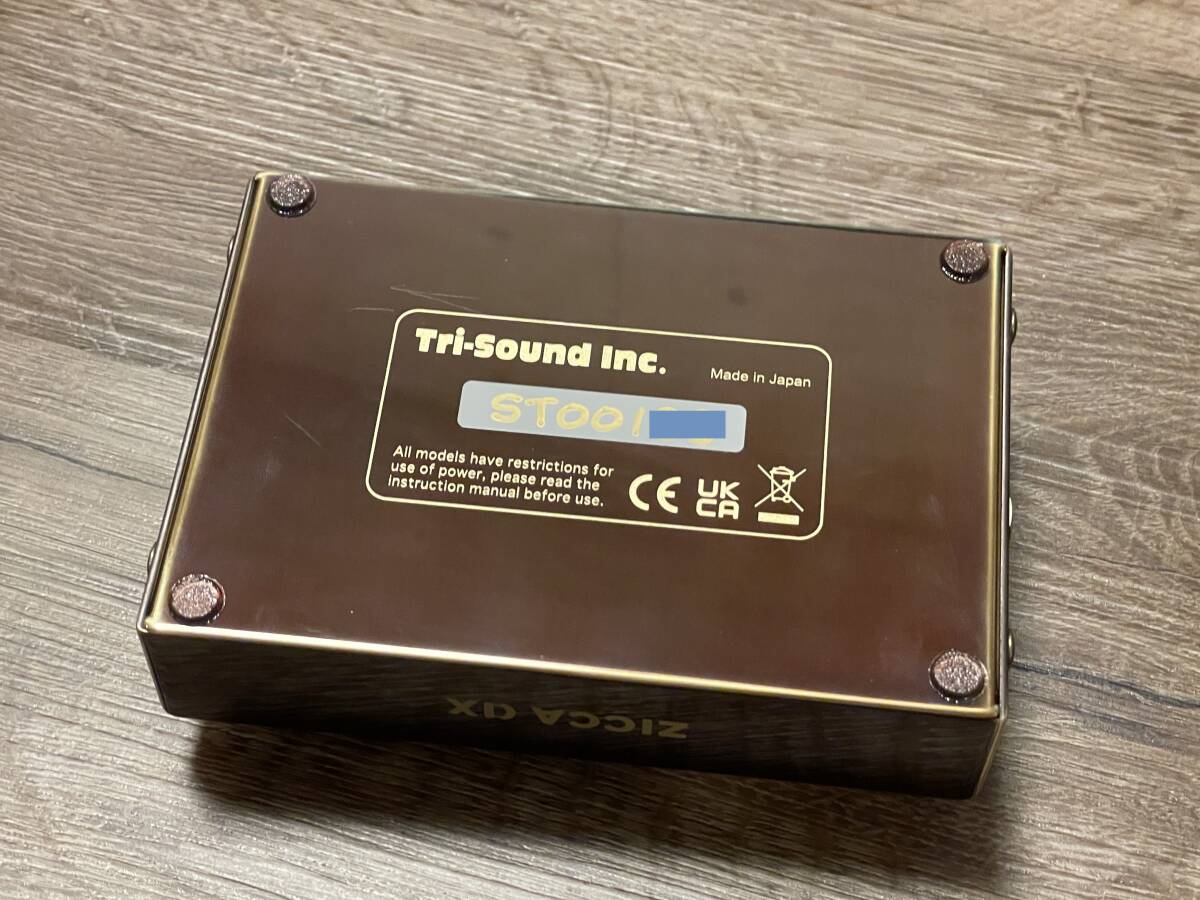 Tri-Sound Inc.
Made in Japan
ST001
All models have restrictions for
use of power, please read the
instruction manual before use.
CE
UK
CA
ZICCA dX